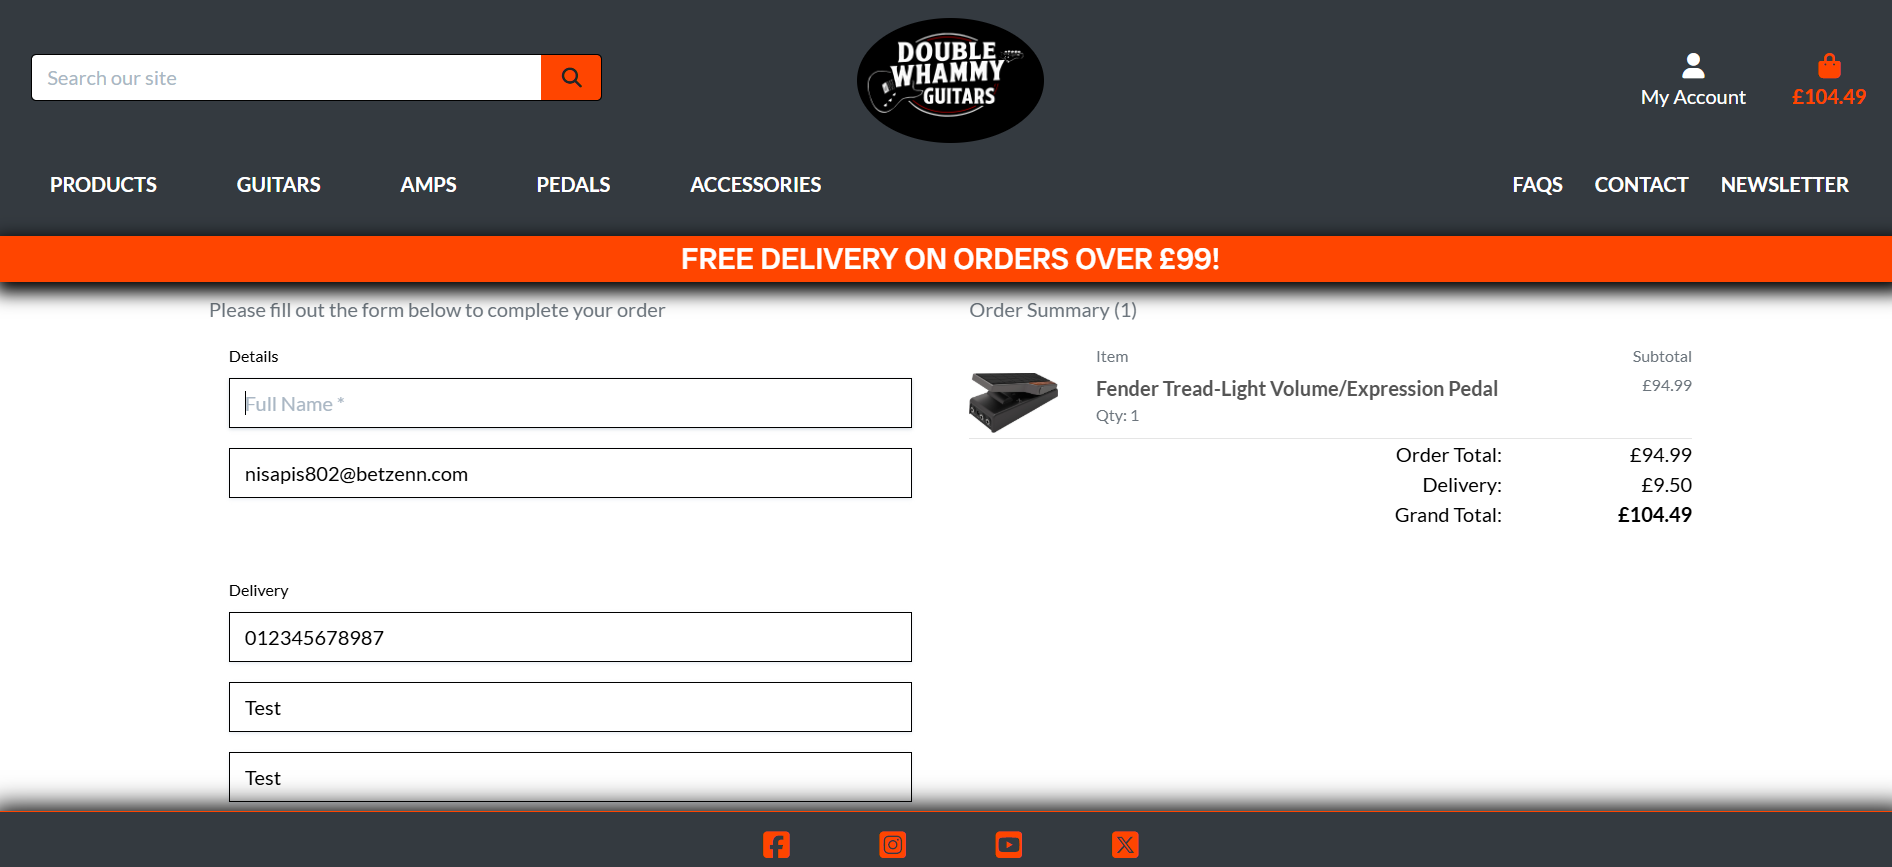 Search our site
DOUBLE
WHAMMY
GUITARS
My Account
£104.49
PRODUCTS
GUITARS
AMPS
PEDALS
ACCESSORIES
FAQS
CONTACT
NEWSLETTER
FREE DELIVERY ON ORDERS OVER £99!
Please fill out the form below to complete your order
Details
Full Name *
nisapis802@betzenn.com
Delivery
012345678987
Test
Test
Order Summary (1)
Item Subtotal
Fender Tread-Light Volume/Expression Pedal £94.99
Qty: 1
Order Total: £94.99
Delivery: £9.50
Grand Total: £104.49